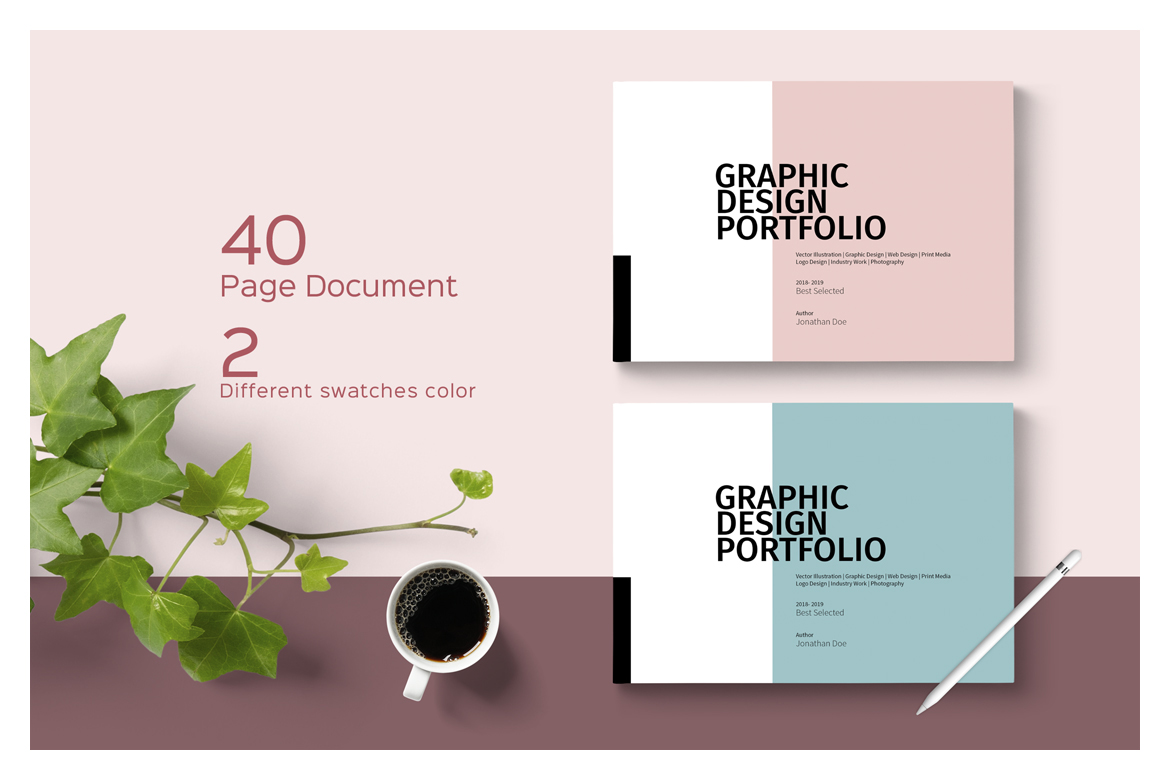 40
Page Document
2
Different swatches color
GRAPHIC
DESIGN
PORTFOLIO
Vector Illustration | Graphic Design | Web Design | Print Media
Logo Design | Industry Work | Photography
2018- 2019
Best Selected
Author
Jonathan Doe
GRAPHIC
DESIGN
PORTFOLIO
Vector Illustration | Graphic Design | Web Design | Print Media
Logo Design | Industry Work | Photography
2018- 2019
Best Selected
Author
Jonathan Doe